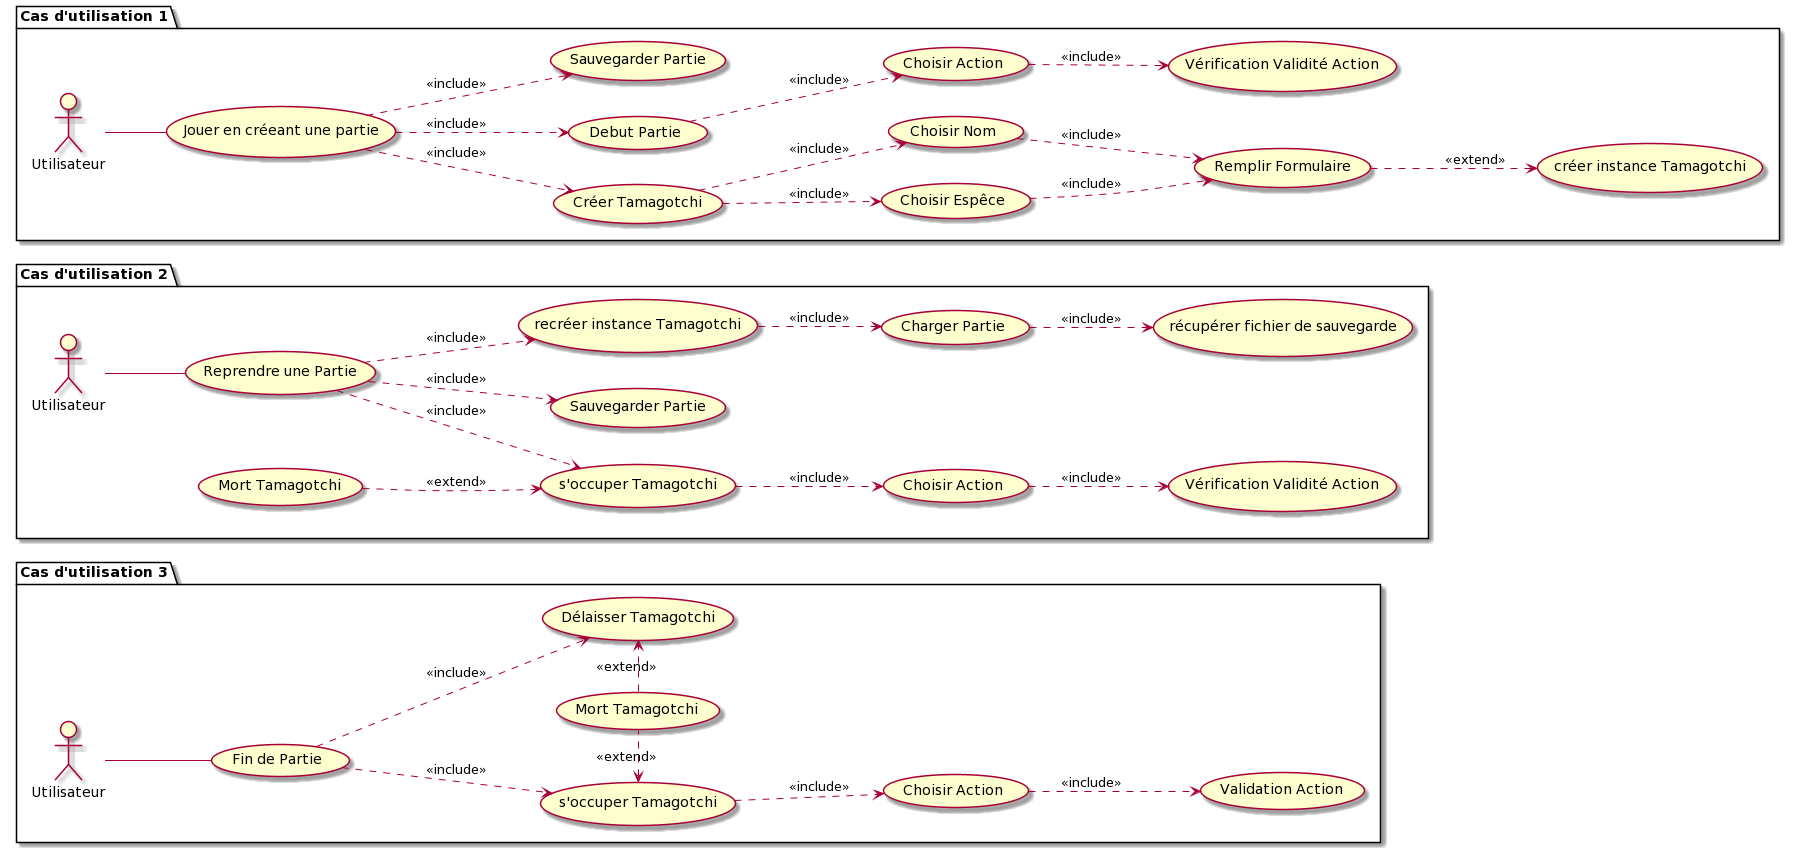 Cas d'utilisation 1
Sauvegarder Partie
Choisir Action
«include»
Vérification Validité Action
«include»
«include»
Jouer en créeant une partie
«include»
Debut Partie
Choisir Nom
«include»
Utilisateur
«include»
«include»
Remplir Formulaire
«extend»
créer instance Tamagotchi
Créer Tamagotchi
«include»
Choisir Espêce
«include»
Cas d'utilisation 2
recréer instance Tamagotchi
«include»
Charger Partie
«include»
récupérer fichier de sauvegarde
«include»
Reprendre une Partie
«include»
Utilisateur
«include»
Sauvegarder Partie
Mort Tamagotchi
«extend»
s'occuper Tamagotchi
«include»
Choisir Action
«include»
Vérification Validité Action
Cas d'utilisation 3
Délaisser Tamagotchi
«include»
«extend»
Mort Tamagotchi
«extend»
Utilisateur
Fin de Partie
«include»
s'occuper Tamagotchi
«include»
Choisir Action
«include»
Validation Action